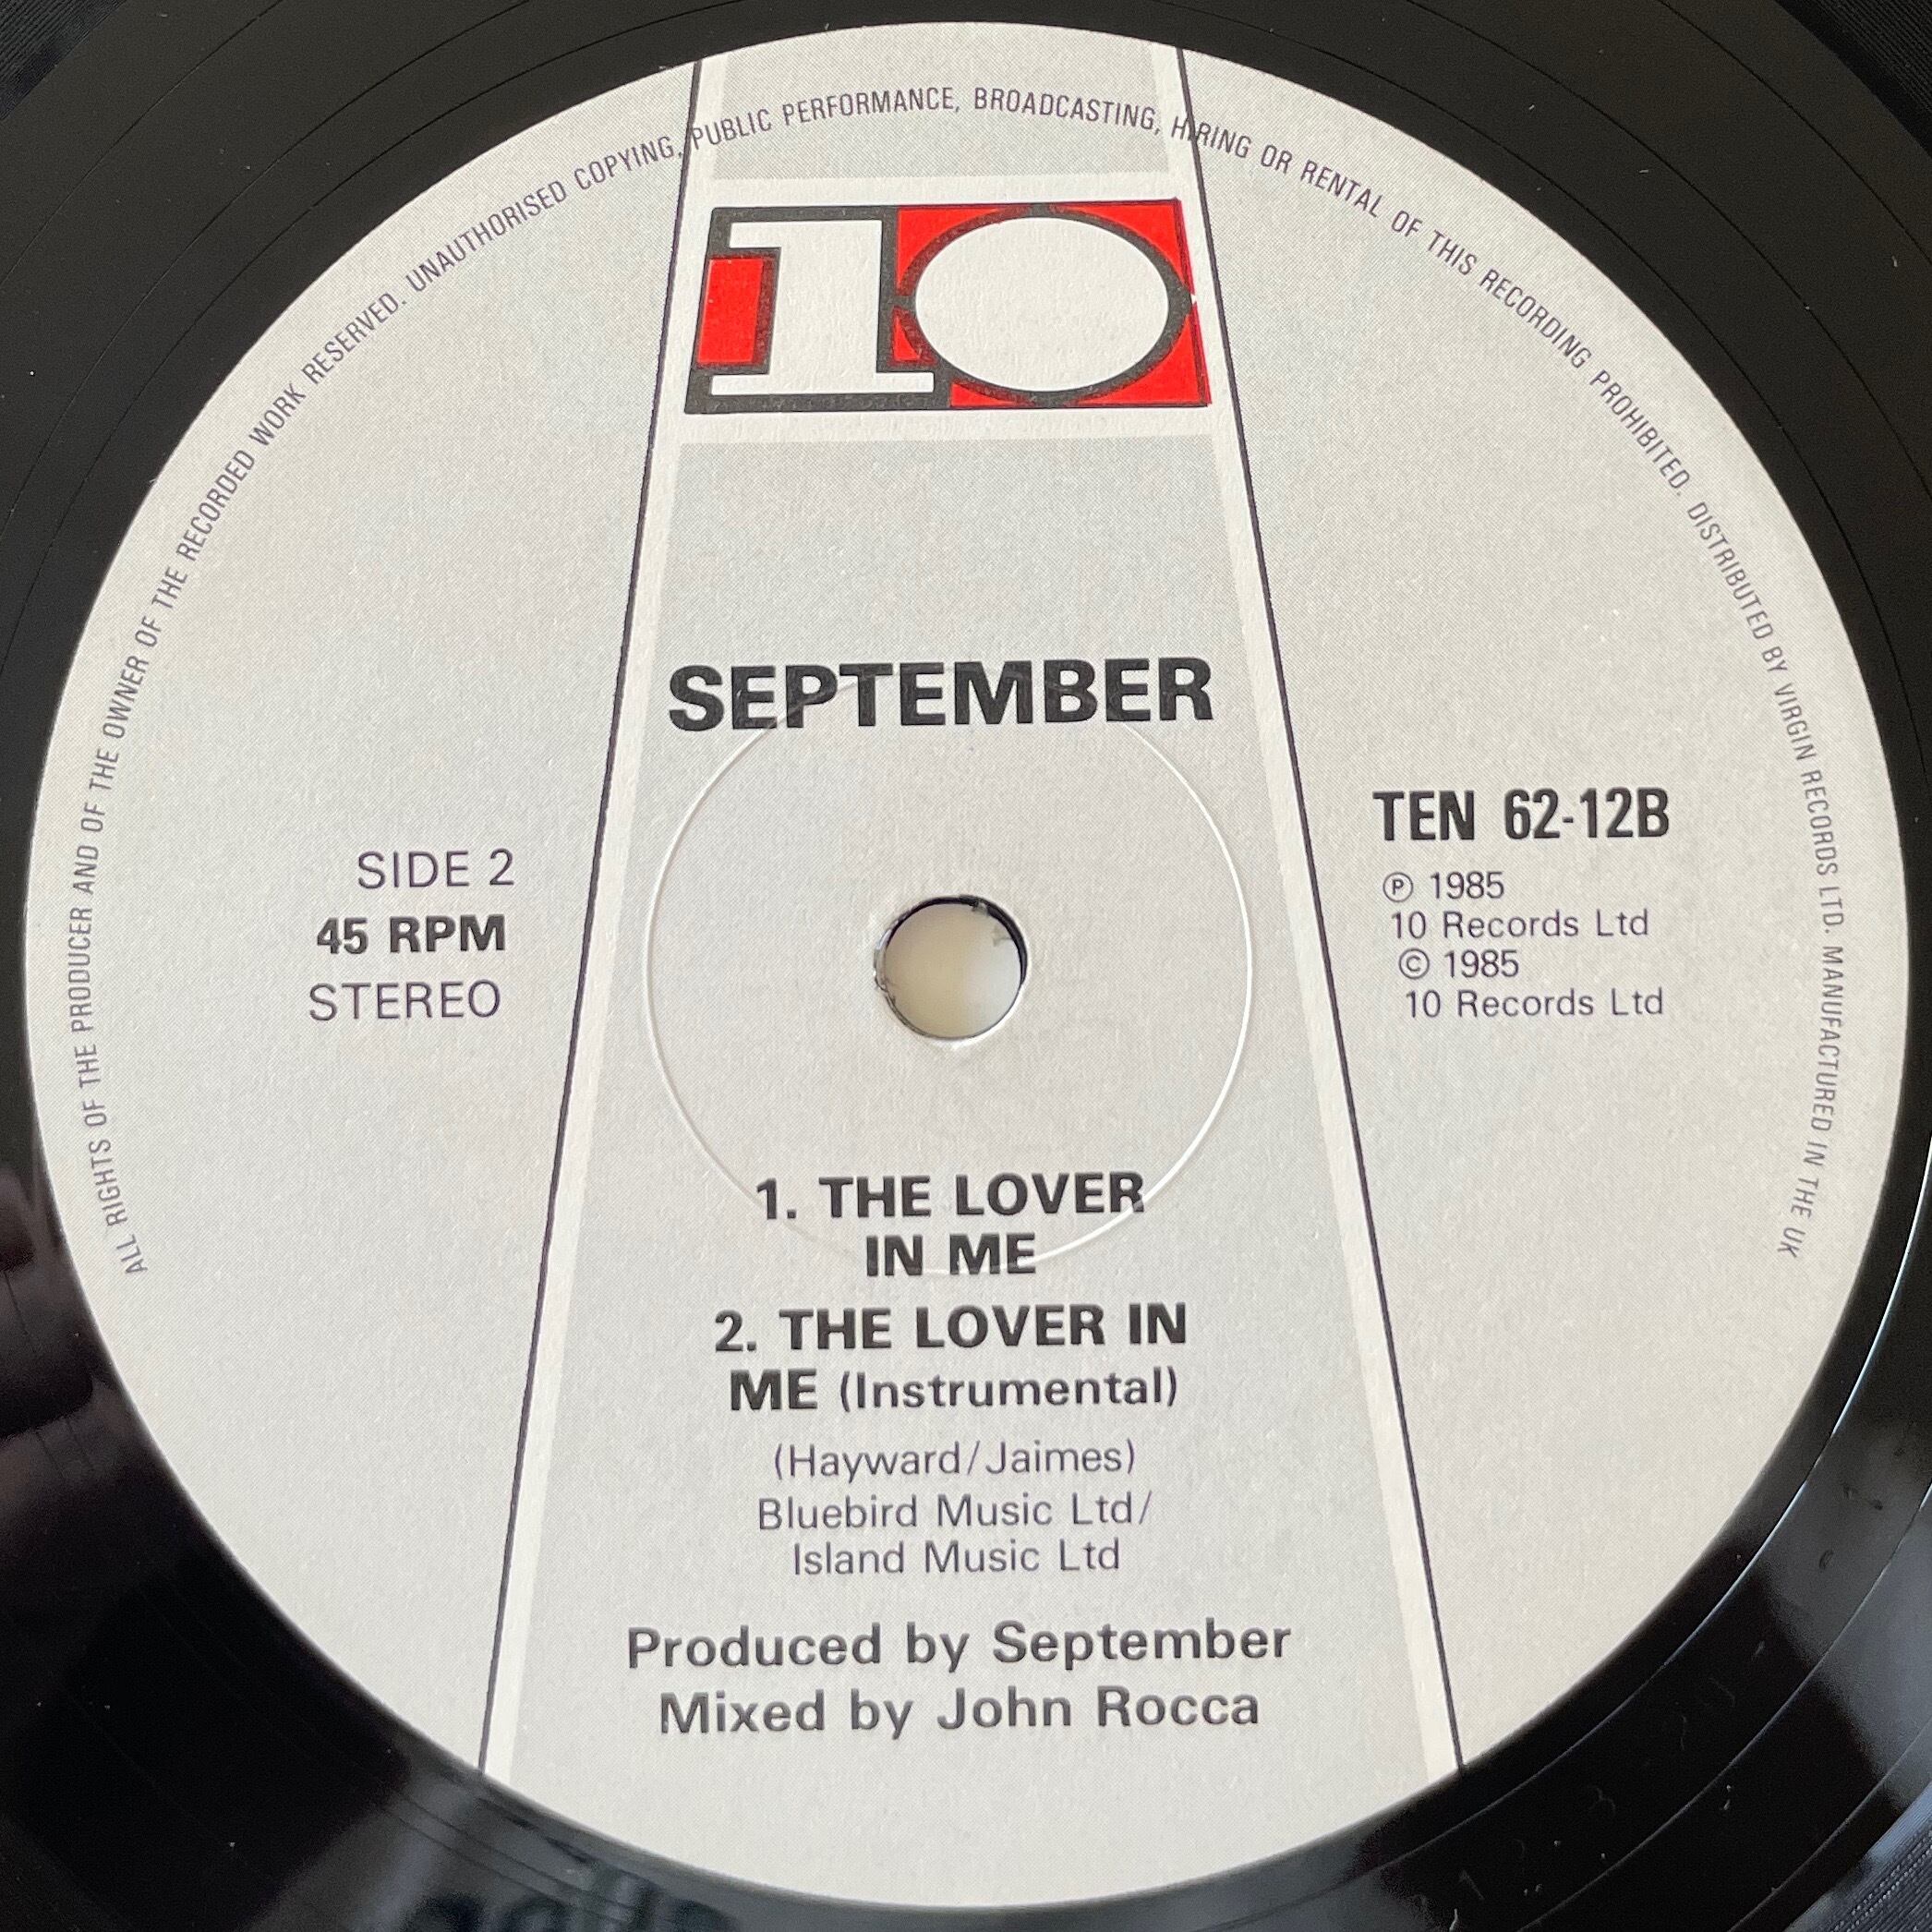 ALL RIGHTS OF THE PRODUCER AND OF THE OWNER OF THE RECORDED WORK RESERVED. UNAUTHORISED COPYING, PUBLIC PERFORMANCE, BROADCASTING, HIRING OR RENTAL OF THIS RECORDING PROHIBITED. DISTRIBUTED BY VIRGIN RECORDS LTD. MANUFACTURED IN THE UK
10
SEPTEMBER
SIDE 2
45 RPM
STEREO
TEN 62-12B
℗ 1985
10 Records Ltd
© 1985
10 Records Ltd
1. THE LOVER
IN ME
2. THE LOVER IN
ME (Instrumental)
(Hayward/Jaimes)
Bluebird Music Ltd/
Island Music Ltd
Produced by September
Mixed by John Rocca